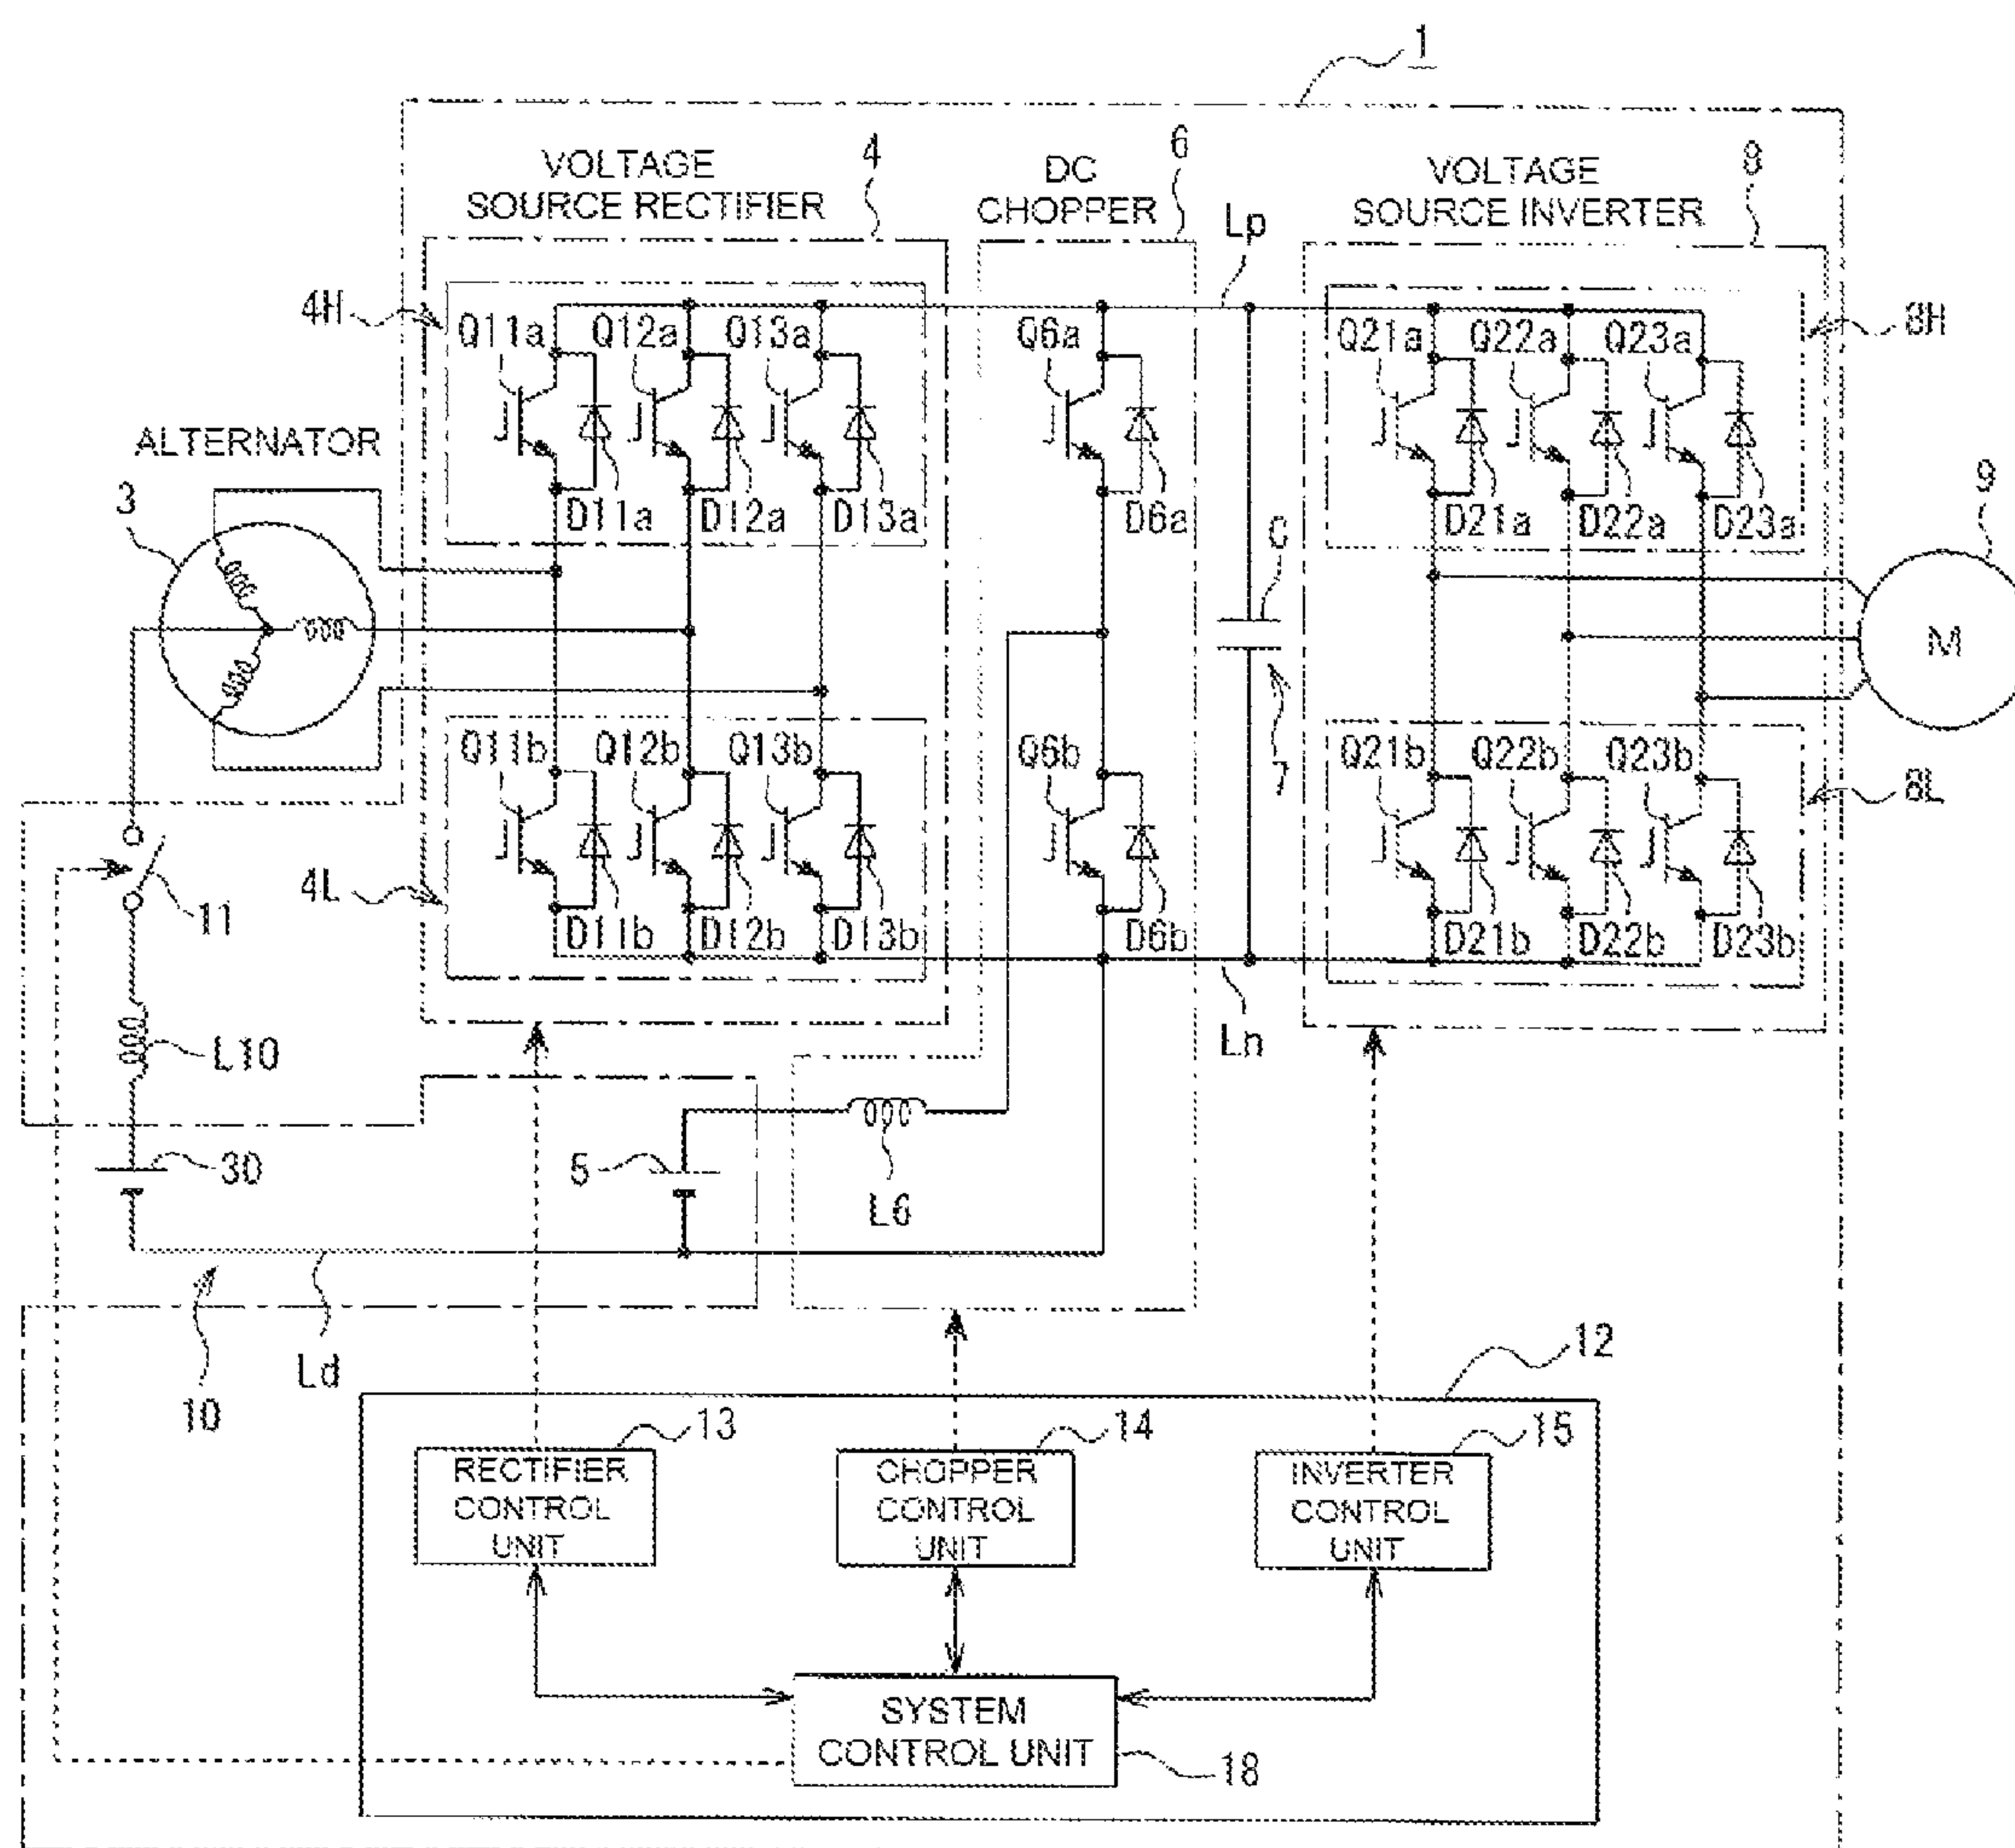 1
VOLTAGE
SOURCE RECTIFIER
4
DC
CHOPPER
6
VOLTAGE
SOURCE INVERTER
8
Lp
4H
Q11a
Q12a
Q13a
Q6a
Q21a
Q22a
Q23a
8H
ALTERNATOR
3
D11a
D12a
D13a
D6a
C
D21a
D22a
D23a
9
M
7
Q11b
Q12b
Q13b
Q6b
Q21b
Q22b
Q23b
8L
11
4L
D11b
D12b
D13b
D6b
D21b
D22b
D23b
Ln
L10
30
5
L6
Ld
10
12
13
14
15
RECTIFIER
CONTROL
UNIT
CHOPPER
CONTROL
UNIT
INVERTER
CONTROL
UNIT
SYSTEM
CONTROL UNIT
18